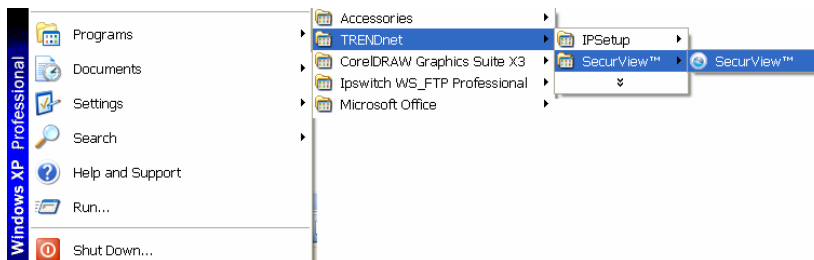 Windows XP Professional
Programs
Documents
Settings
Search
Help and Support
Run...
Shut Down...
Accessories
TRENDnet
CorelDRAW Graphics Suite X3
Ipswitch WS_FTP Professional
Microsoft Office
IPSetup
SecurView™
SecurView™